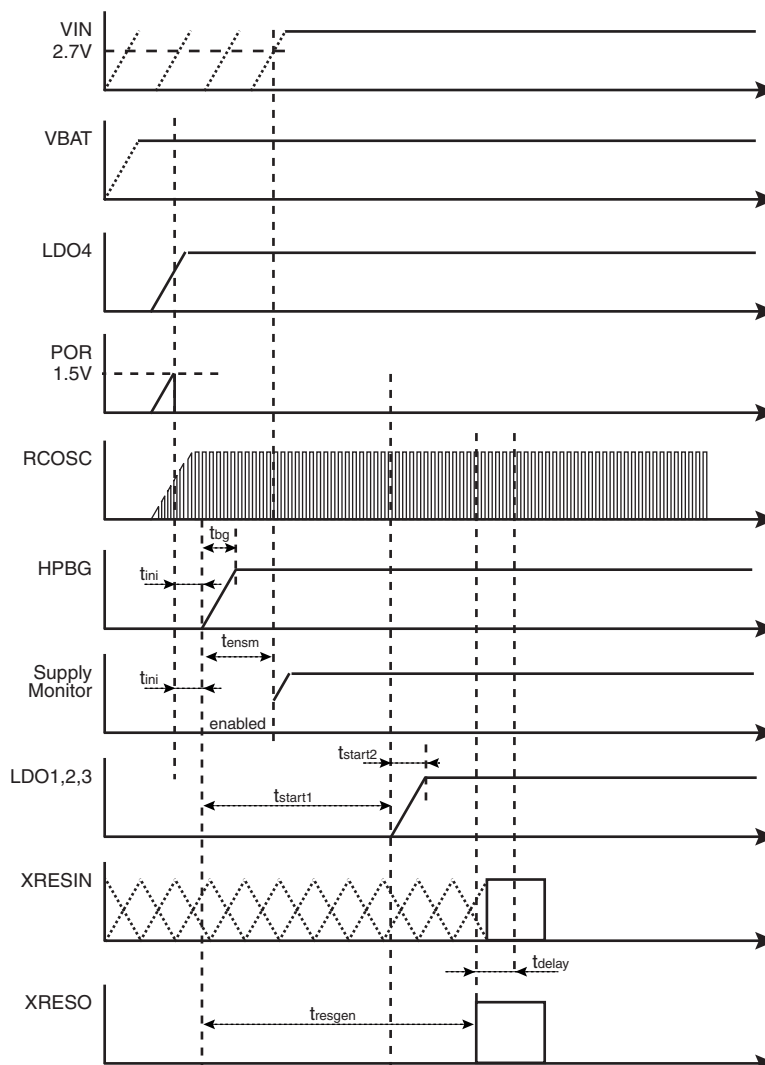 VIN
2.7V
VBAT
LDO4
POR
1.5V
RCOSC
tbg
HPBG
tini
tensm
Supply
Monitor
tini
enabled
tstart2
LDO1,2,3
tstart1
XRESIN
tdelay
XRESO
tresgen